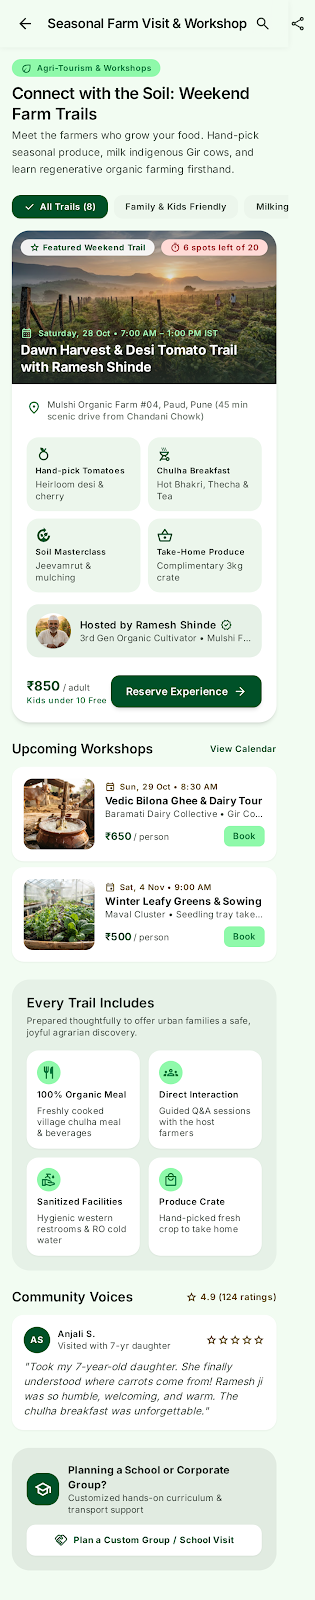 Seasonal Farm Visit & Workshop
Agri-Tourism & Workshops
Connect with the Soil: Weekend
Farm Trails
Meet the farmers who grow your food. Hand-pick
seasonal produce, milk indigenous Gir cows, and
learn regenerative organic farming firsthand.
All Trails (8)
Family & Kids Friendly
Milking
Featured Weekend Trail
6 spots left of 20
Saturday, 28 Oct • 7:00 AM – 1:00 PM IST
Dawn Harvest & Desi Tomato Trail
with Ramesh Shinde
Mulshi Organic Farm #04, Paud, Pune (45 min
scenic drive from Chandani Chowk)
Hand-pick Tomatoes
Heirloom desi &
cherry
Chulha Breakfast
Hot Bhakri, Thecha &
Tea
Soil Masterclass
Jeevamrut &
mulching
Take-Home Produce
Complimentary 3kg
crate
Hosted by Ramesh Shinde
3rd Gen Organic Cultivator • Mulshi F...
₹850 / adult
Kids under 10 Free
Reserve Experience
Upcoming Workshops
View Calendar
Sun, 29 Oct • 8:30 AM
Vedic Bilona Ghee & Dairy Tour
Baramati Dairy Collective • Gir Co...
₹650 / person
Book
Sat, 4 Nov • 9:00 AM
Winter Leafy Greens & Sowing
Maval Cluster • Seedling tray take...
₹500 / person
Book
Every Trail Includes
Prepared thoughtfully to offer urban families a safe,
joyful agrarian discovery.
100% Organic Meal
Freshly cooked
village chulha meal
& beverages
Direct Interaction
Guided Q&A sessions
with the host
farmers
Sanitized Facilities
Hygienic western
restrooms & RO cold
water
Produce Crate
Hand-picked fresh
crop to take home
Community Voices
4.9 (124 ratings)
AS
Anjali S.
Visited with 7-yr daughter
"Took my 7-year-old daughter. She finally
understood where carrots come from! Ramesh ji
was so humble, welcoming, and warm. The
chulha breakfast was unforgettable."
Planning a School or Corporate
Group?
Customized hands-on curriculum &
transport support
Plan a Custom Group / School Visit